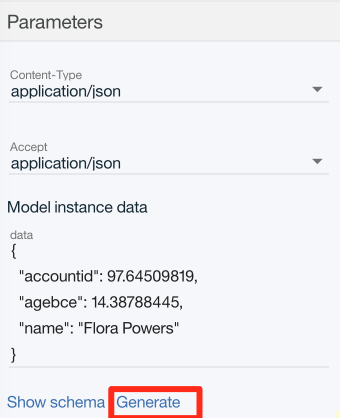 Parameters
Content-Type
application/json
Accept
application/json
Model instance data
data
{
"accountid": 97.64509819,
"agebce": 14.38788445,
"name": "Flora Powers"
}
Show schema Generate